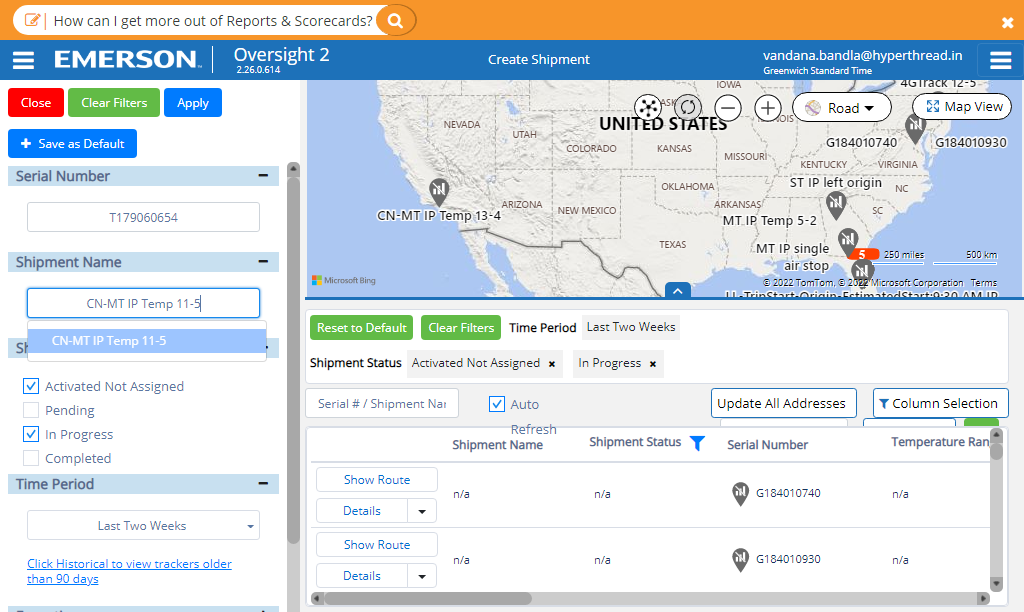 How can I get more out of Reports & Scorecards?
EMERSON
Oversight 2
2.26.0.614
Create Shipment
vandana.bandla@hyperthread.in
Greenwich Standard Time
Close
Clear Filters
Apply
+ Save as Default
Serial Number
T179060654
Shipment Name
CN-MT IP Temp 11-5
CN-MT IP Temp 11-5
Activated Not Assigned
Pending
In Progress
Completed
Time Period
Last Two Weeks
Click Historical to view trackers older
than 90 days
IOWA
4GTrack 12-5
Road
Map View
NEVADA
UTAH
UNITED STATES
COLORADO
KANSAS
MISSOURI
G184010740
G184010930
KENTUCKY
VIRGINIA
OKLAHOMA
ST IP left origin
NC
CN-MT IP Temp 13-4
ARIZONA
NEW MEXICO
ARKANSAS
MT IP Temp 5-2
SC
TEXAS
MT IP single
air stop
5
250 miles
500 km
Microsoft Bing
© 2022 TomTom, © 2022 Microsoft Corporation
Terms
LL-TripStart-Origin-EstimatedStart:9:30 AM IP
Reset to Default
Clear Filters
Time Period
Last Two Weeks
Shipment Status
Activated Not Assigned ×
In Progress ×
Serial # / Shipment Nar
Auto
Refresh
Update All Addresses
Column Selection
Shipment Name
Shipment Status
Serial Number
Temperature Ran
Show Route
Details
n/a
n/a
G184010740
n/a
Show Route
Details
n/a
n/a
G184010930
n/a